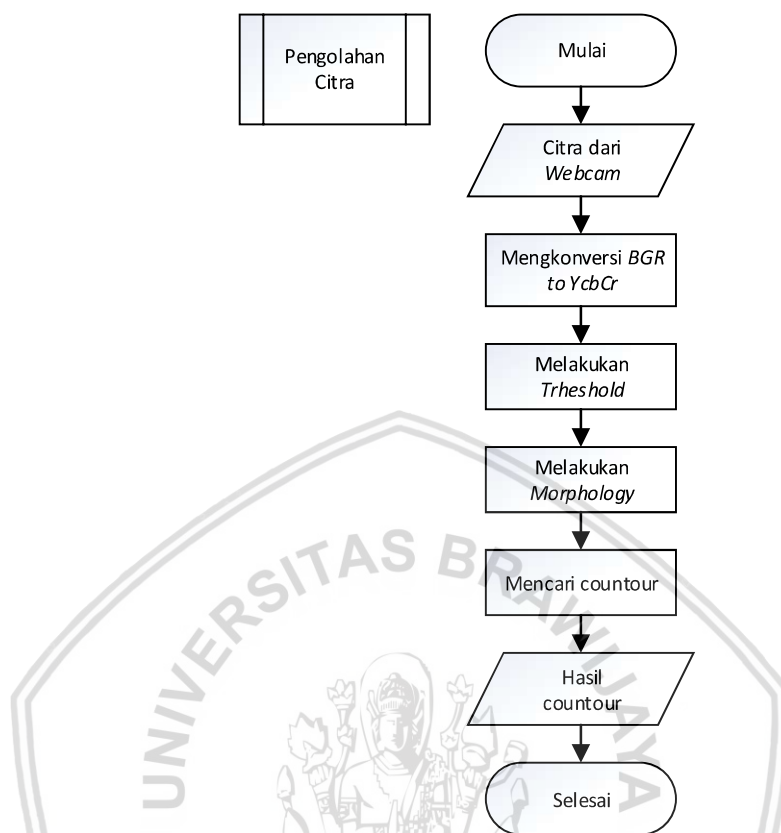 Pengolahan
Citra
Mulai
Citra dari
Webcam
Mengkonversi BGR
to YcbCr
Melakukan
Trheshold
Melakukan
Morphology
Mencari countour
Hasil
countour
Selesai
UNIVERSITAS BRAWIJAYA